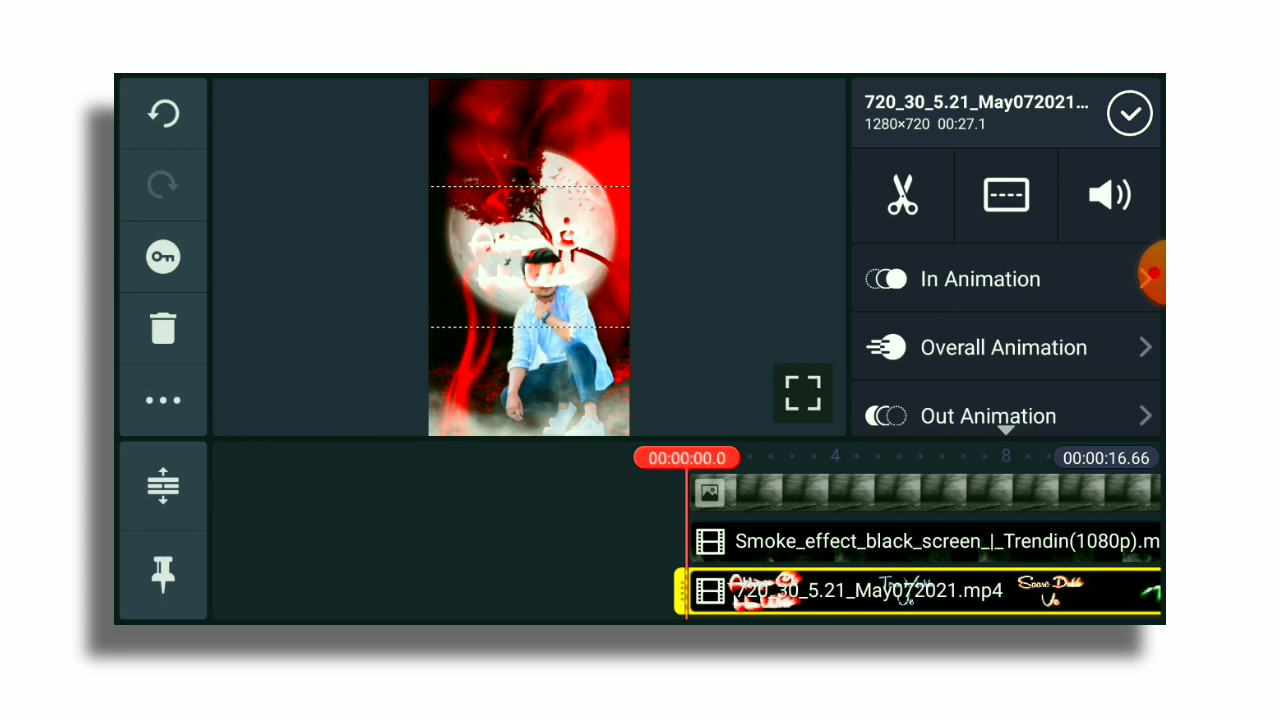 720_30_5.21_May072021...
1280×720 00:27.1
In Animation
Overall Animation
Out Animation
00:00:00.0
4
8
00:00:16.66
Smoke_effect_black_screen_|_Trendin(1080p).m
720_30_5.21_May072021.mp4